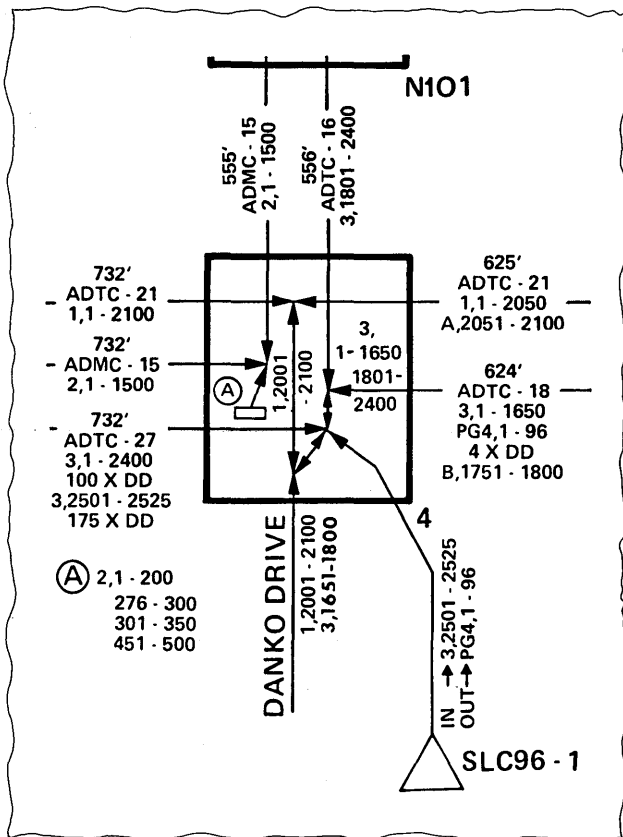 N101
555'
ADMC - 15
2,1 - 1500
556'
ADTC - 16
3,1801 - 2400
732'
ADTC - 21
1,1 - 2100
732'
ADMC - 15
2,1 - 1500
732'
ADTC - 27
3,1 - 2400
100 X DD
3,2501 - 2525
175 X DD
A
1,2001
- 2100
3,
1 - 1650
1801-
2400
625'
ADTC - 21
1,1 - 2050
A,2051 - 2100
624'
ADTC - 18
3,1 - 1650
PG4,1 - 96
4 X DD
B,1751 - 1800
A 2,1 - 200
276 - 300
301 - 350
451 - 500
DANKO DRIVE
1,2001 - 2100
3,1651-1800
4
IN → 3,2501 - 2525
OUT → PG4,1 - 96
SLC96 - 1